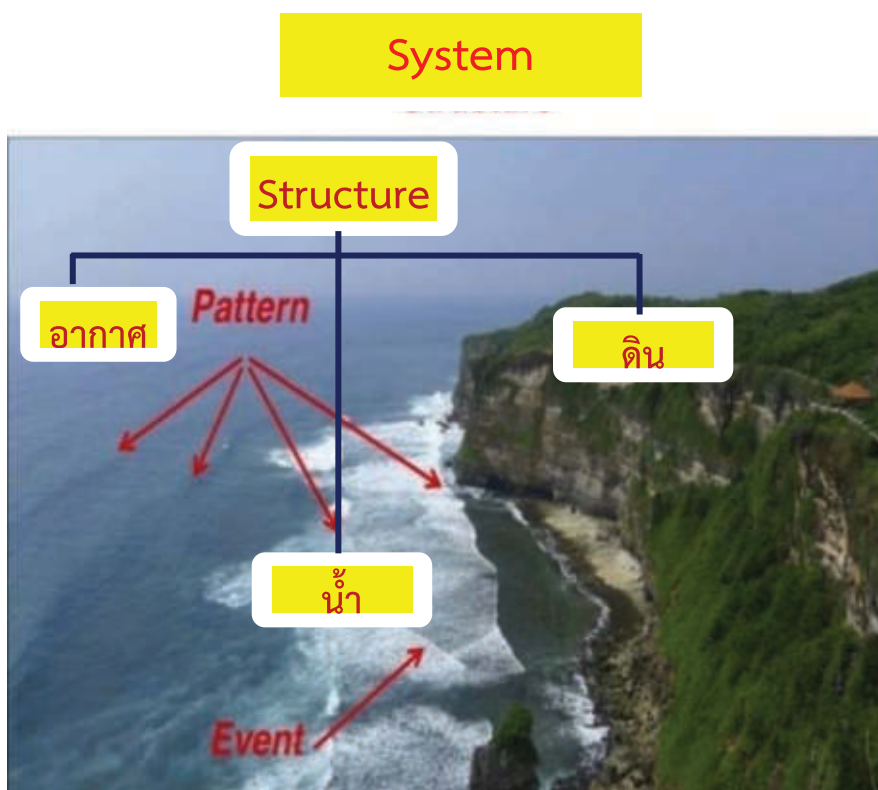 System
Structure
Pattern
อากาศ
ดิน
น้ำ
Event